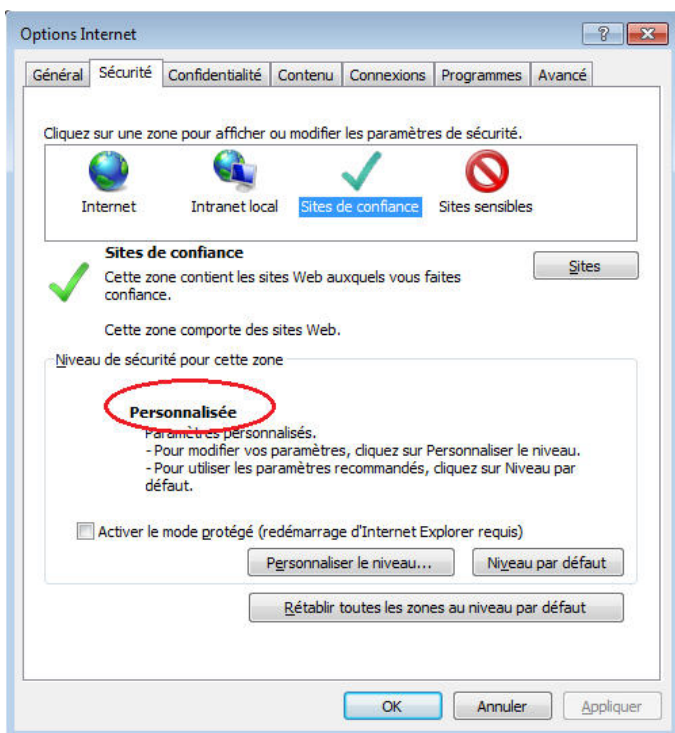 Options Internet
Général Sécurité Confidentialité Contenu Connexions Programmes Avancé
Cliquez sur une zone pour afficher ou modifier les paramètres de sécurité.
Internet Intranet local Sites de confiance Sites sensibles
Sites de confiance
Cette zone contient les sites Web auxquels vous faites
confiance.
Sites
Cette zone comporte des sites Web.
Niveau de sécurité pour cette zone
Personnalisée
Paramètres personnalisés.
- Pour modifier vos paramètres, cliquez sur Personnaliser le niveau.
- Pour utiliser les paramètres recommandés, cliquez sur Niveau par
défaut.
Activer le mode protégé (redémarrage d'Internet Explorer requis)
Personnaliser le niveau... Niveau par défaut
Rétablir toutes les zones au niveau par défaut
OK Annuler Appliquer